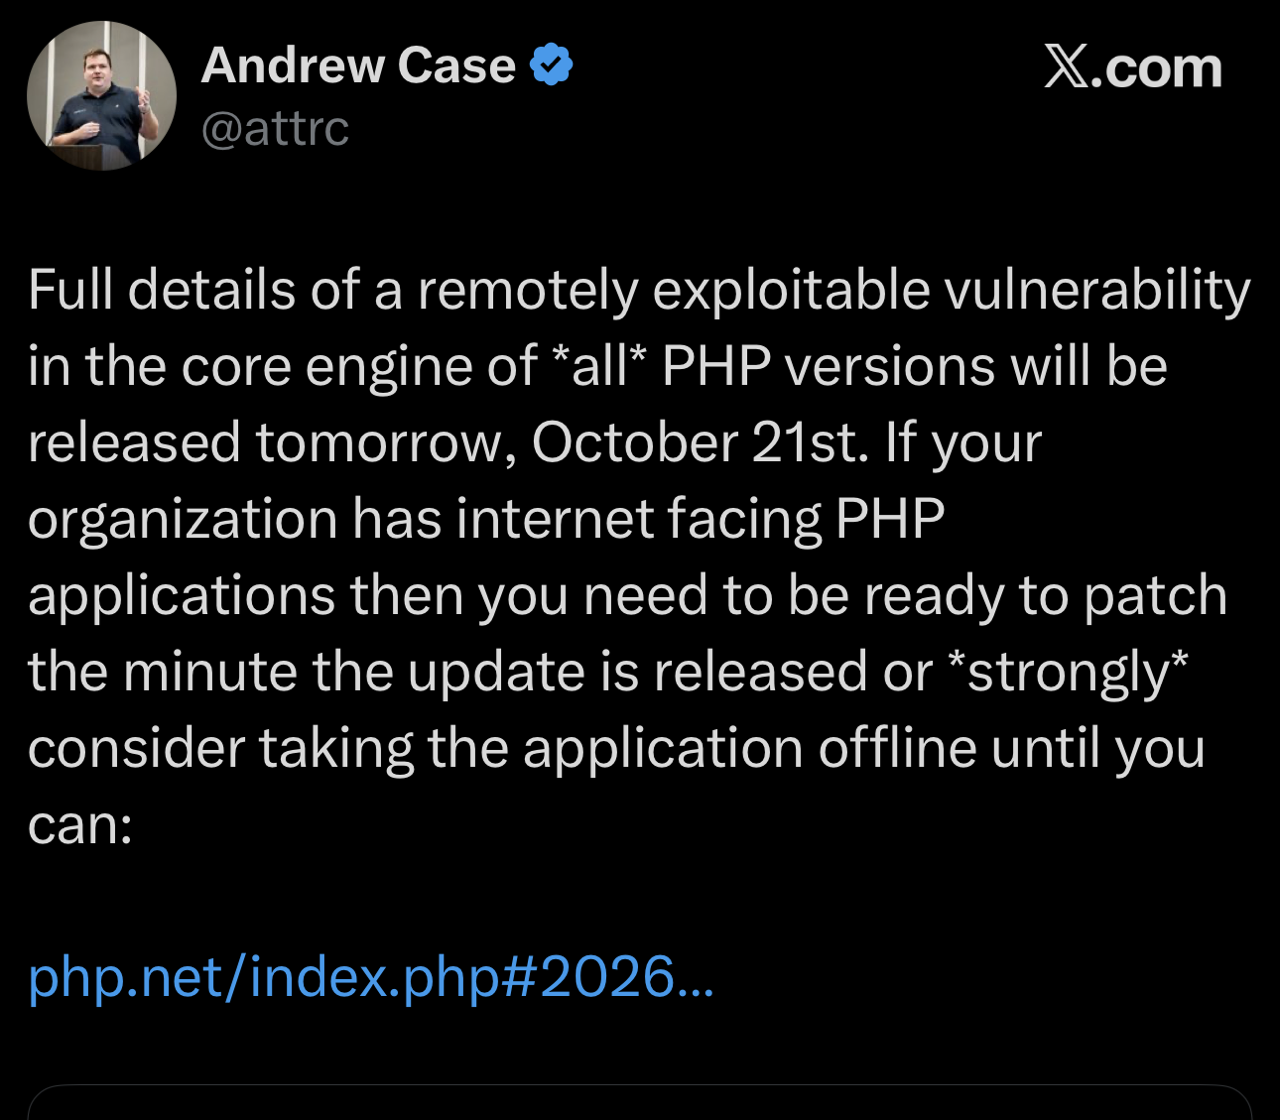 Andrew Case
@attrc
X.com
Full details of a remotely exploitable vulnerability
in the core engine of *all* PHP versions will be
released tomorrow, October 21st. If your
organization has internet facing PHP
applications then you need to be ready to patch
the minute the update is released or *strongly*
consider taking the application offline until you
can:
php.net/index.php#2026...